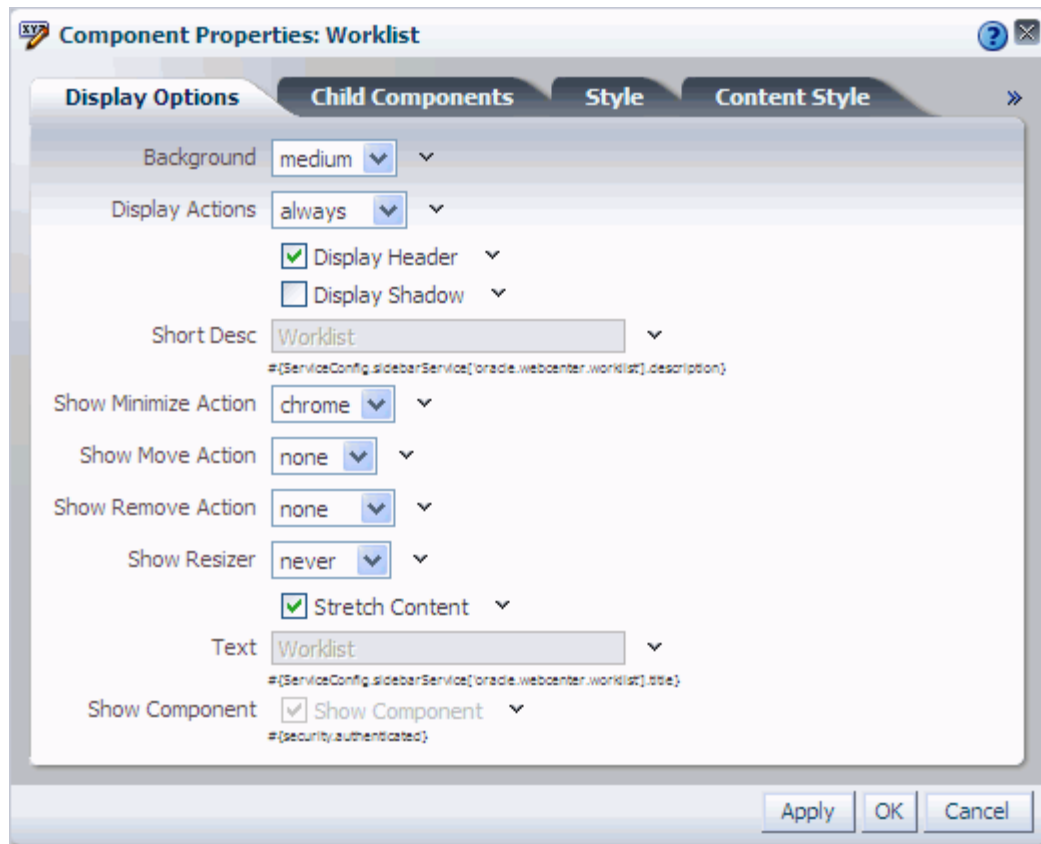 Component Properties: Worklist
Display Options Child Components Style Content Style »
Background medium
Display Actions always
Display Header
Display Shadow
Short Desc Worklist
#{ServiceConfig.sidebarService['oracle.webcenter.worklist'].description}
Show Minimize Action chrome
Show Move Action none
Show Remove Action none
Show Resizer never
Stretch Content
Text Worklist
#{ServiceConfig.sidebarService['oracle.webcenter.worklist'].title}
Show Component Show Component
#{security.authenticated}
Apply OK Cancel